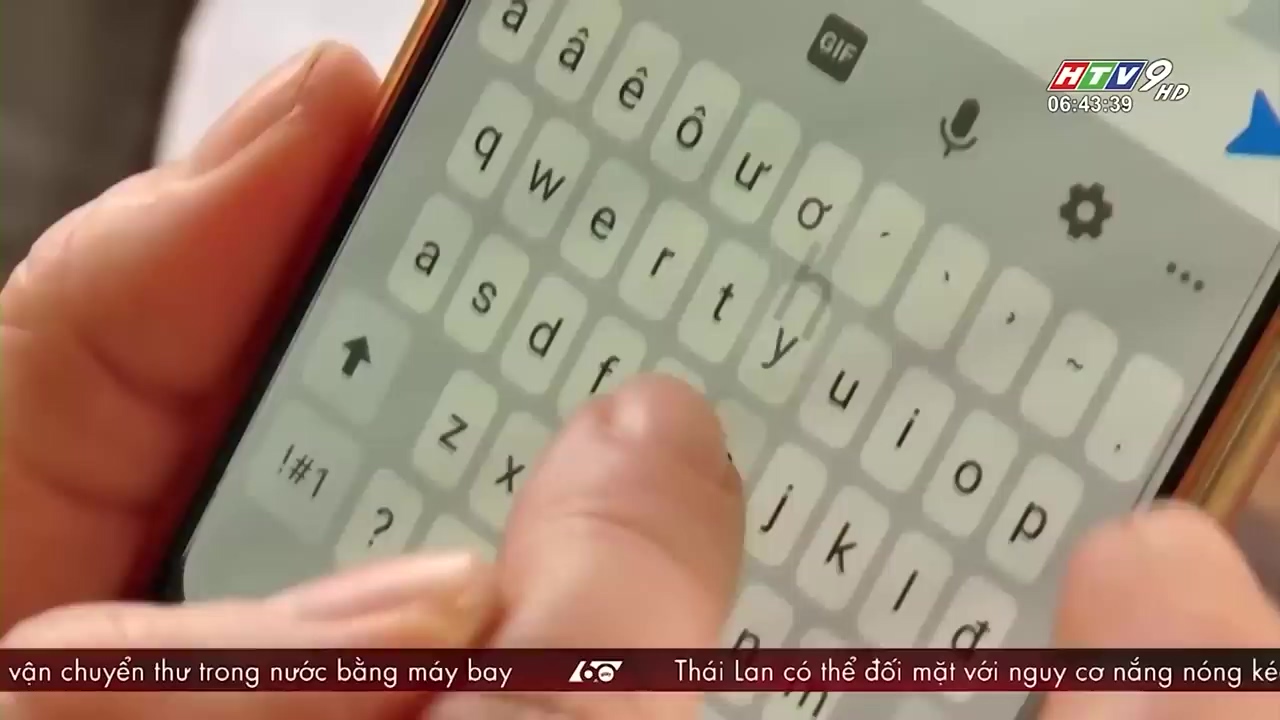 GIF
HTV9 HD
06:43:39
ă â ê ô ư ơ ´ ` ̉ ~ .
q w e r t y u i o p
h
a s d f j k l đ
z x n m
!#1 ?
vận chuyển thư trong nước bằng máy bay 60 Thái Lan có thể đối mặt với nguy cơ nắng nóng ké